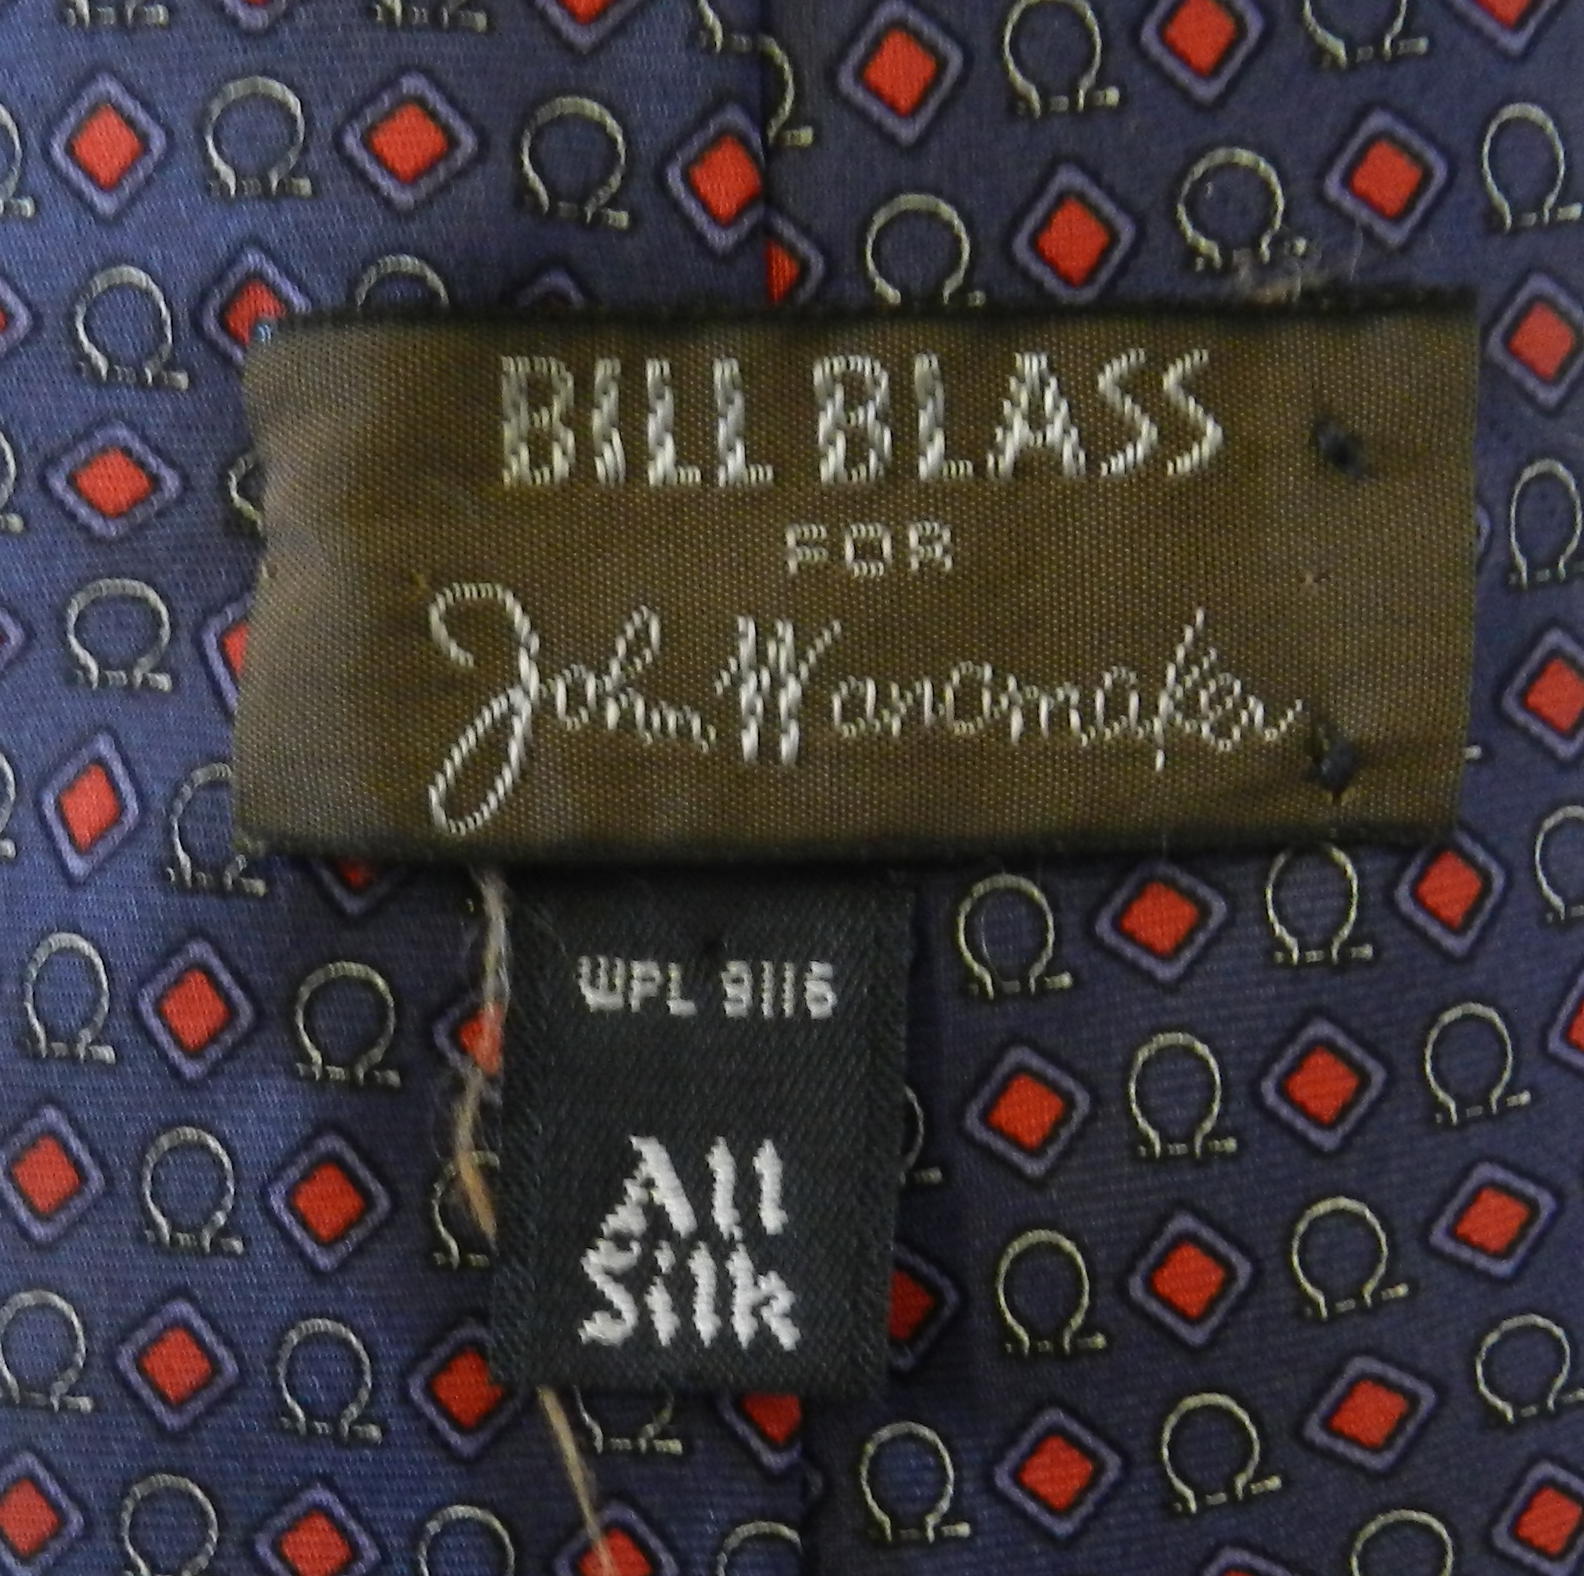 BILL BLASS
FOR
John Wanamaker
WPL 9116
All
Silk